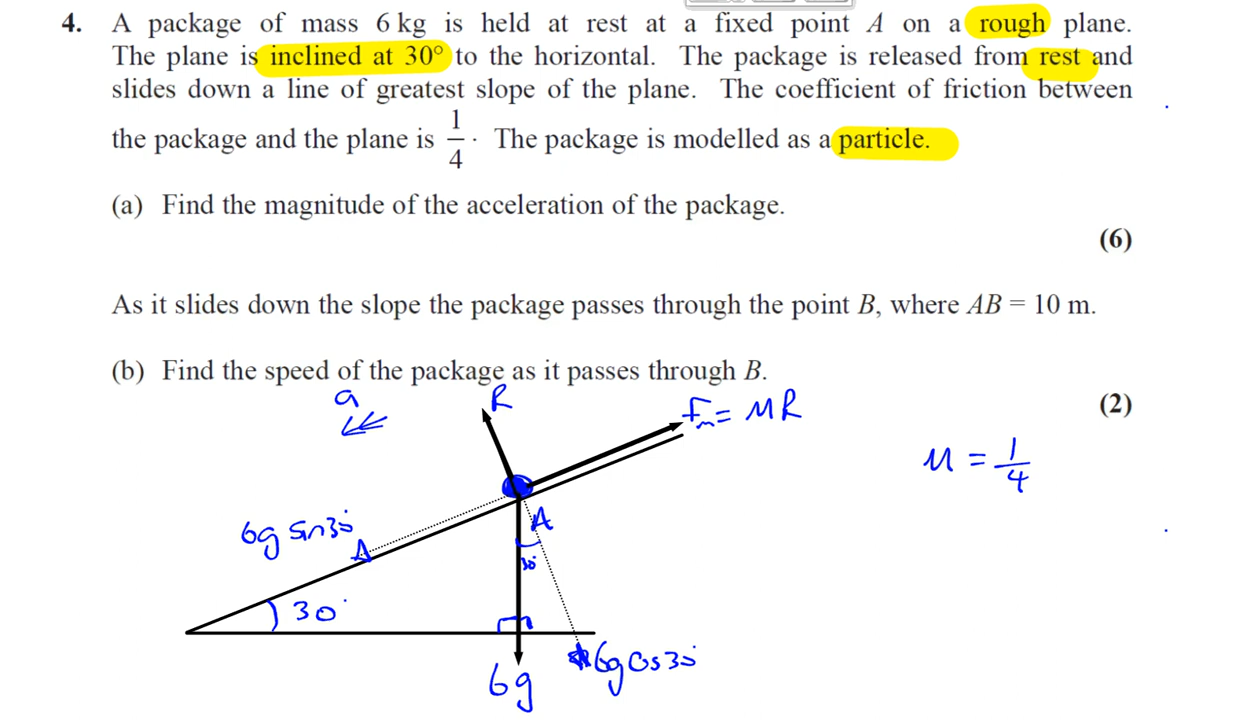 4. A package of mass 6 kg is held at rest at a fixed point A on a rough plane.
The plane is inclined at 30° to the horizontal. The package is released from rest and
slides down a line of greatest slope of the plane. The coefficient of friction between
the package and the plane is 1/4. The package is modelled as a particle.
(a) Find the magnitude of the acceleration of the package.
(6)
As it slides down the slope the package passes through the point B, where AB = 10 m.
(b) Find the speed of the package as it passes through B.
(2)
a
R
Fm = μR
μ = 1/4
6g sin30°
A
30°
30°
6g cos30°
6g